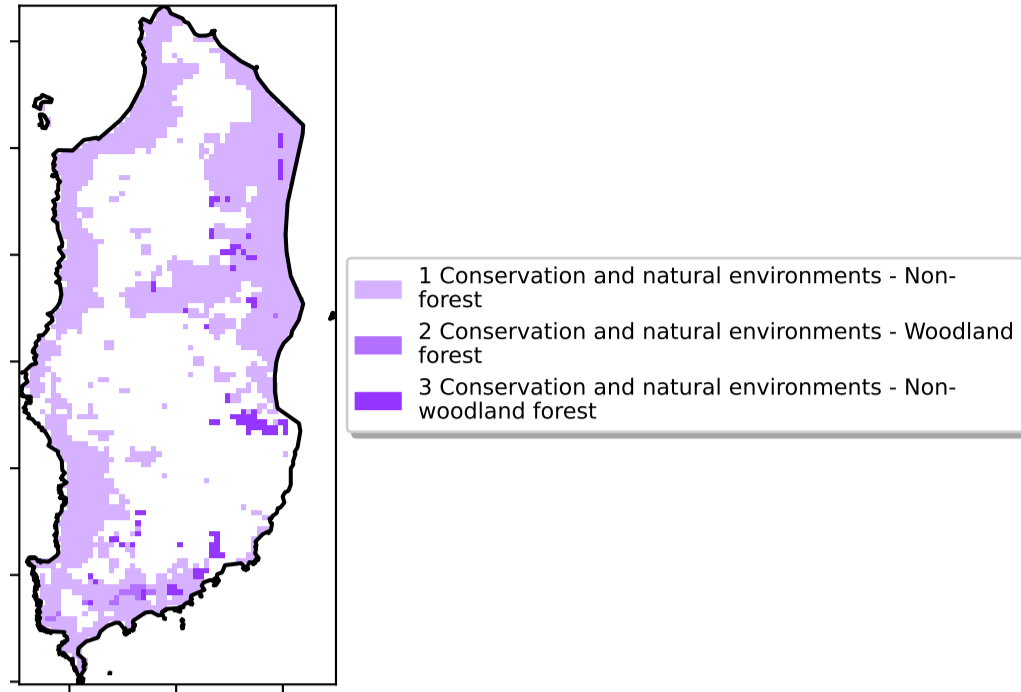 1 Conservation and natural environments - Non-
forest
2 Conservation and natural environments - Woodland
forest
3 Conservation and natural environments - Non-
woodland forest